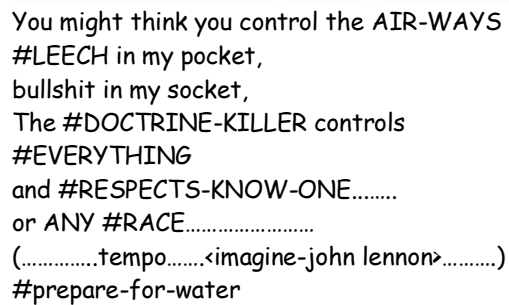 You might think you control the AIR-WAYS
#LEECH in my pocket,
bullshit in my socket,
The #DOCTRINE-KILLER controls
#EVERYTHING
and #RESPECTS-KNOW-ONE........
or ANY #RACE........................
(..............tempo.......<imagine-john lennon>..........)
#prepare-for-water